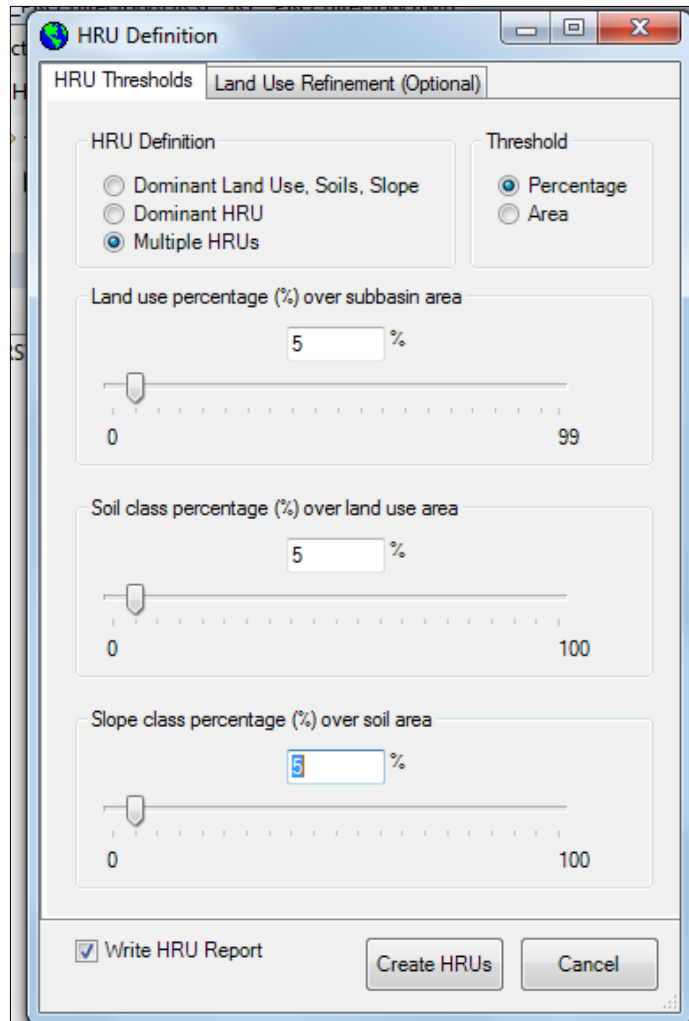 HRU Definition
HRU Thresholds
Land Use Refinement (Optional)
HRU Definition
Threshold
Dominant Land Use, Soils, Slope
Percentage
Dominant HRU
Area
Multiple HRUs
Land use percentage (%) over subbasin area
5 %
0 99
Soil class percentage (%) over land use area
5 %
0 100
Slope class percentage (%) over soil area
5 %
0 100
Write HRU Report
Create HRUs
Cancel